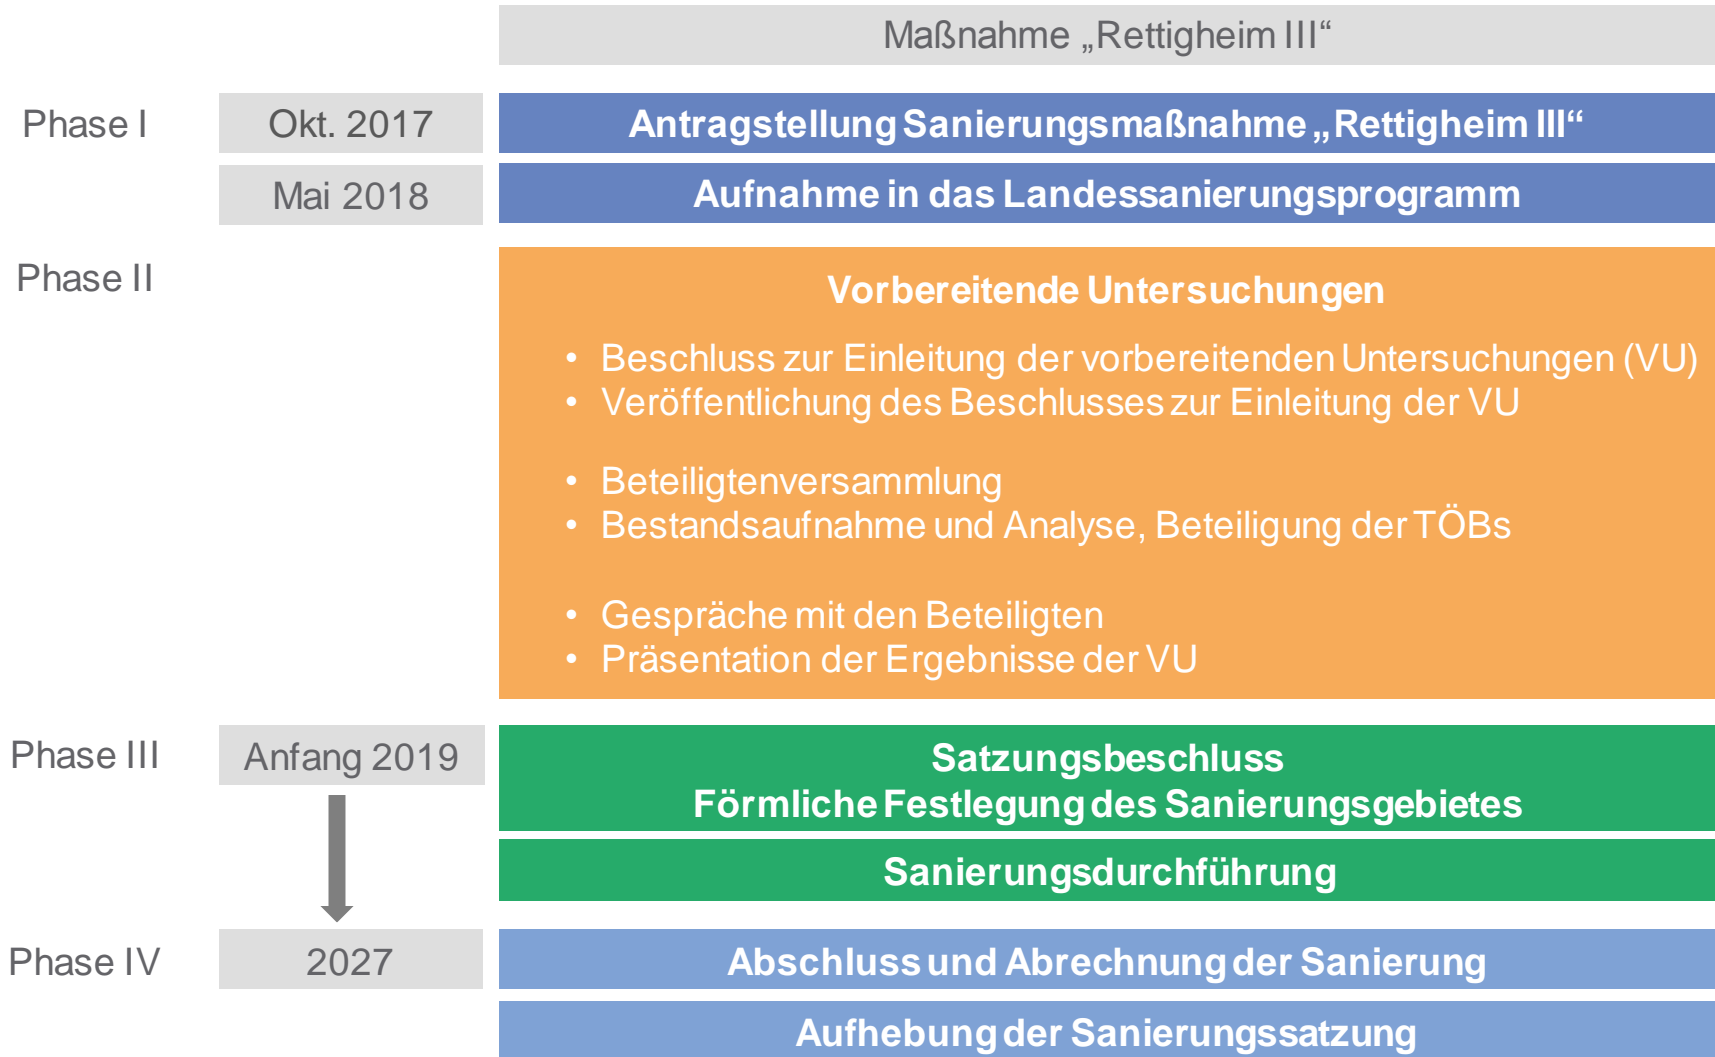 Maßnahme „Rettigheim III“
Phase I
Okt. 2017
Antragstellung Sanierungsmaßnahme „Rettigheim III“
Mai 2018
Aufnahme in das Landessanierungsprogramm
Phase II
Vorbereitende Untersuchungen
• Beschluss zur Einleitung der vorbereitenden Untersuchungen (VU)
• Veröffentlichung des Beschlusses zur Einleitung der VU
• Beteiligtenversammlung
• Bestandsaufnahme und Analyse, Beteiligung der TÖBs
• Gespräche mit den Beteiligten
• Präsentation der Ergebnisse der VU
Phase III
Anfang 2019
Satzungsbeschluss
Förmliche Festlegung des Sanierungsgebietes
Sanierungsdurchführung
Phase IV
2027
Abschluss und Abrechnung der Sanierung
Aufhebung der Sanierungssatzung